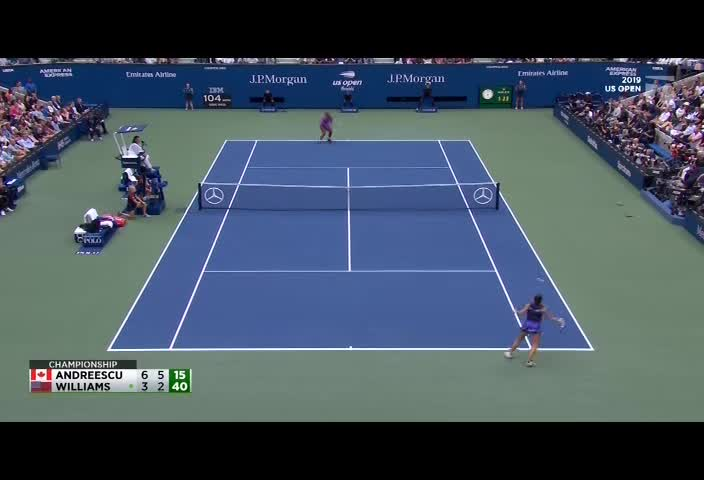 AMERICAN EXPRESS
Emirates Airline
IBM
104
J.P.Morgan
us open
J.P.Morgan
Emirates Airline
AMERICAN EXPRESS
2019
US OPEN
POLO
CHAMPIONSHIP
ANDREESCU 6 5 15
WILLIAMS 3 2 40